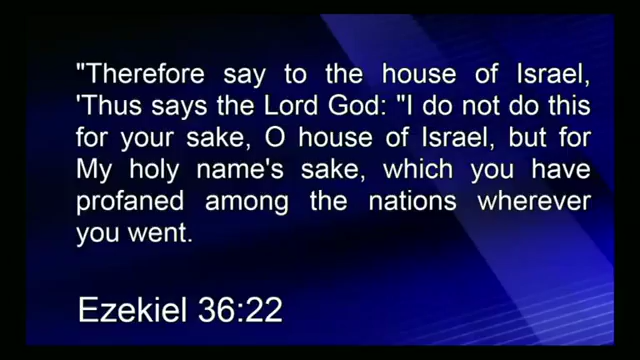 "Therefore say to the house of Israel,
'Thus says the Lord God: "I do not do this
for your sake, O house of Israel, but for
My holy name's sake, which you have
profaned among the nations wherever
you went.
Ezekiel 36:22